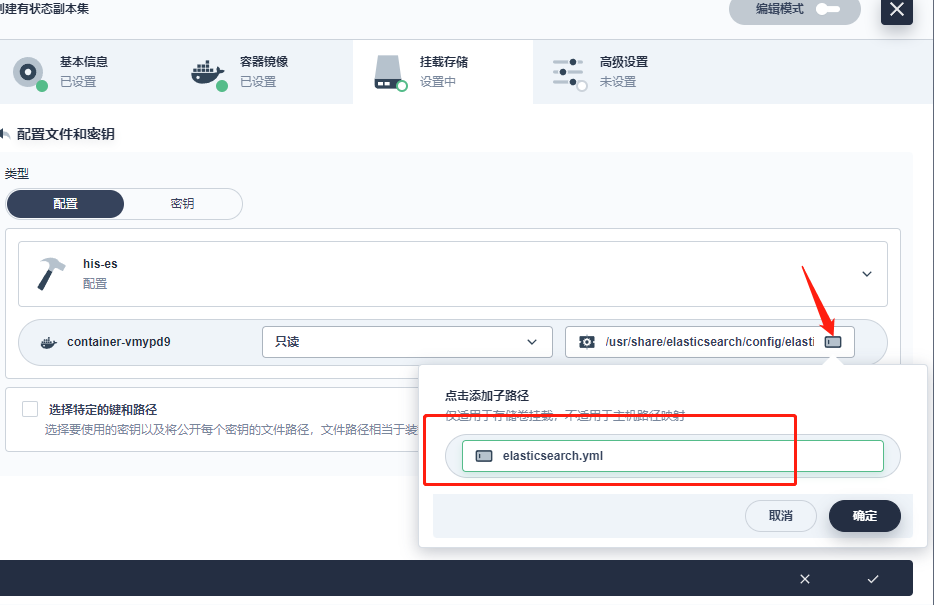 创建有状态副本集
编辑模式
基本信息
已设置
容器镜像
已设置
挂载存储
设置中
高级设置
未设置
配置文件和密钥
类型
配置
密钥
his-es
配置
container-vmypd9
只读
/usr/share/elasticsearch/config/elasti
点击添加子路径
仅适用于存储卷挂载，不适用于主机路径映射
选择特定的键和路径
选择要使用的密钥以及将公开每个密钥的文件路径，文件路径相当于装
elasticsearch.yml
取消
确定